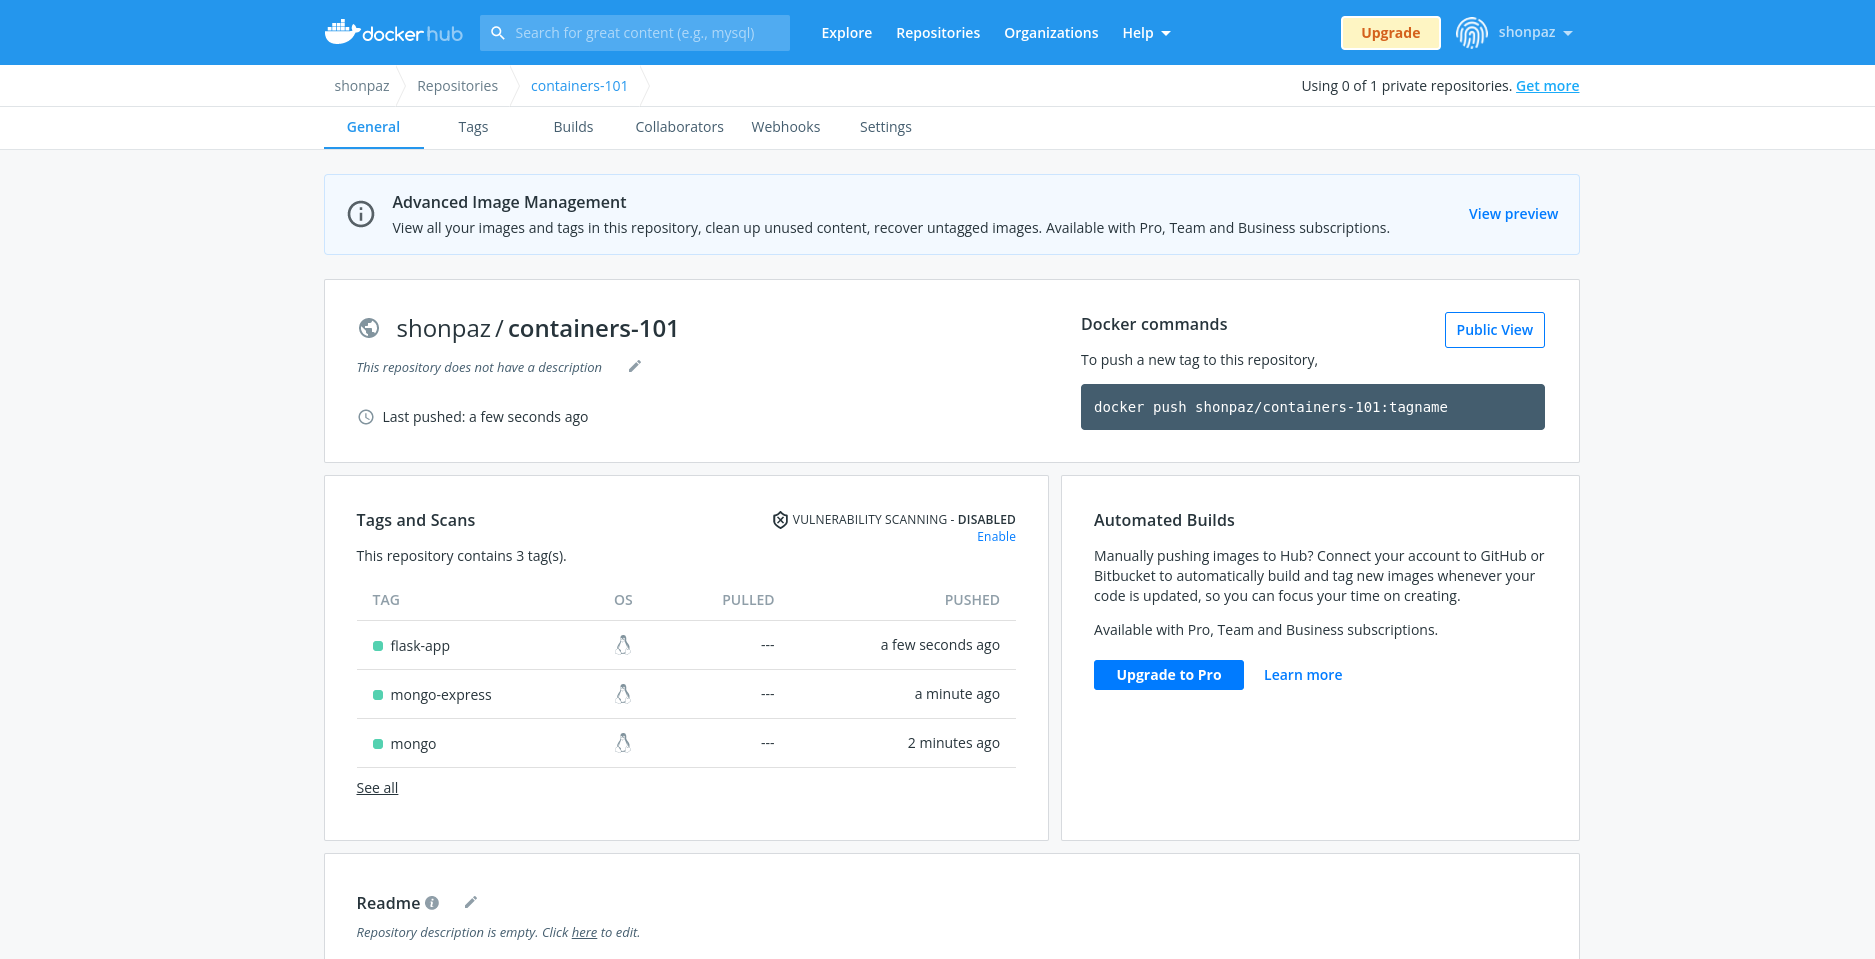 docker hub
Search for great content (e.g., mysql)
Explore
Repositories
Organizations
Help
Upgrade
shonpaz
shonpaz
Repositories
containers-101
Using 0 of 1 private repositories. Get more
General
Tags
Builds
Collaborators
Webhooks
Settings
Advanced Image Management
View all your images and tags in this repository, clean up unused content, recover untagged images. Available with Pro, Team and Business subscriptions.
View preview
shonpaz / containers-101
This repository does not have a description
Last pushed: a few seconds ago
Docker commands
Public View
To push a new tag to this repository,
docker push shonpaz/containers-101:tagname
Tags and Scans
VULNERABILITY SCANNING - DISABLED
Enable
This repository contains 3 tag(s).
TAG OS PULLED PUSHED
flask-app --- a few seconds ago
mongo-express --- a minute ago
mongo --- 2 minutes ago
See all
Automated Builds
Manually pushing images to Hub? Connect your account to GitHub or
Bitbucket to automatically build and tag new images whenever your
code is updated, so you can focus your time on creating.
Available with Pro, Team and Business subscriptions.
Upgrade to Pro
Learn more
Readme
Repository description is empty. Click here to edit.